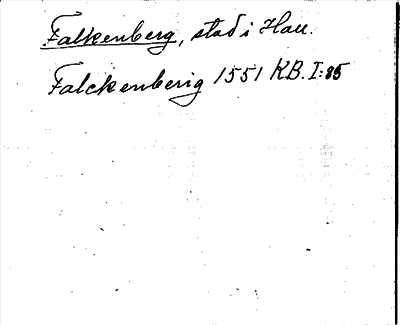 Falkenberg, stad i Hall.
Falckenberig 1551 KB. I:85